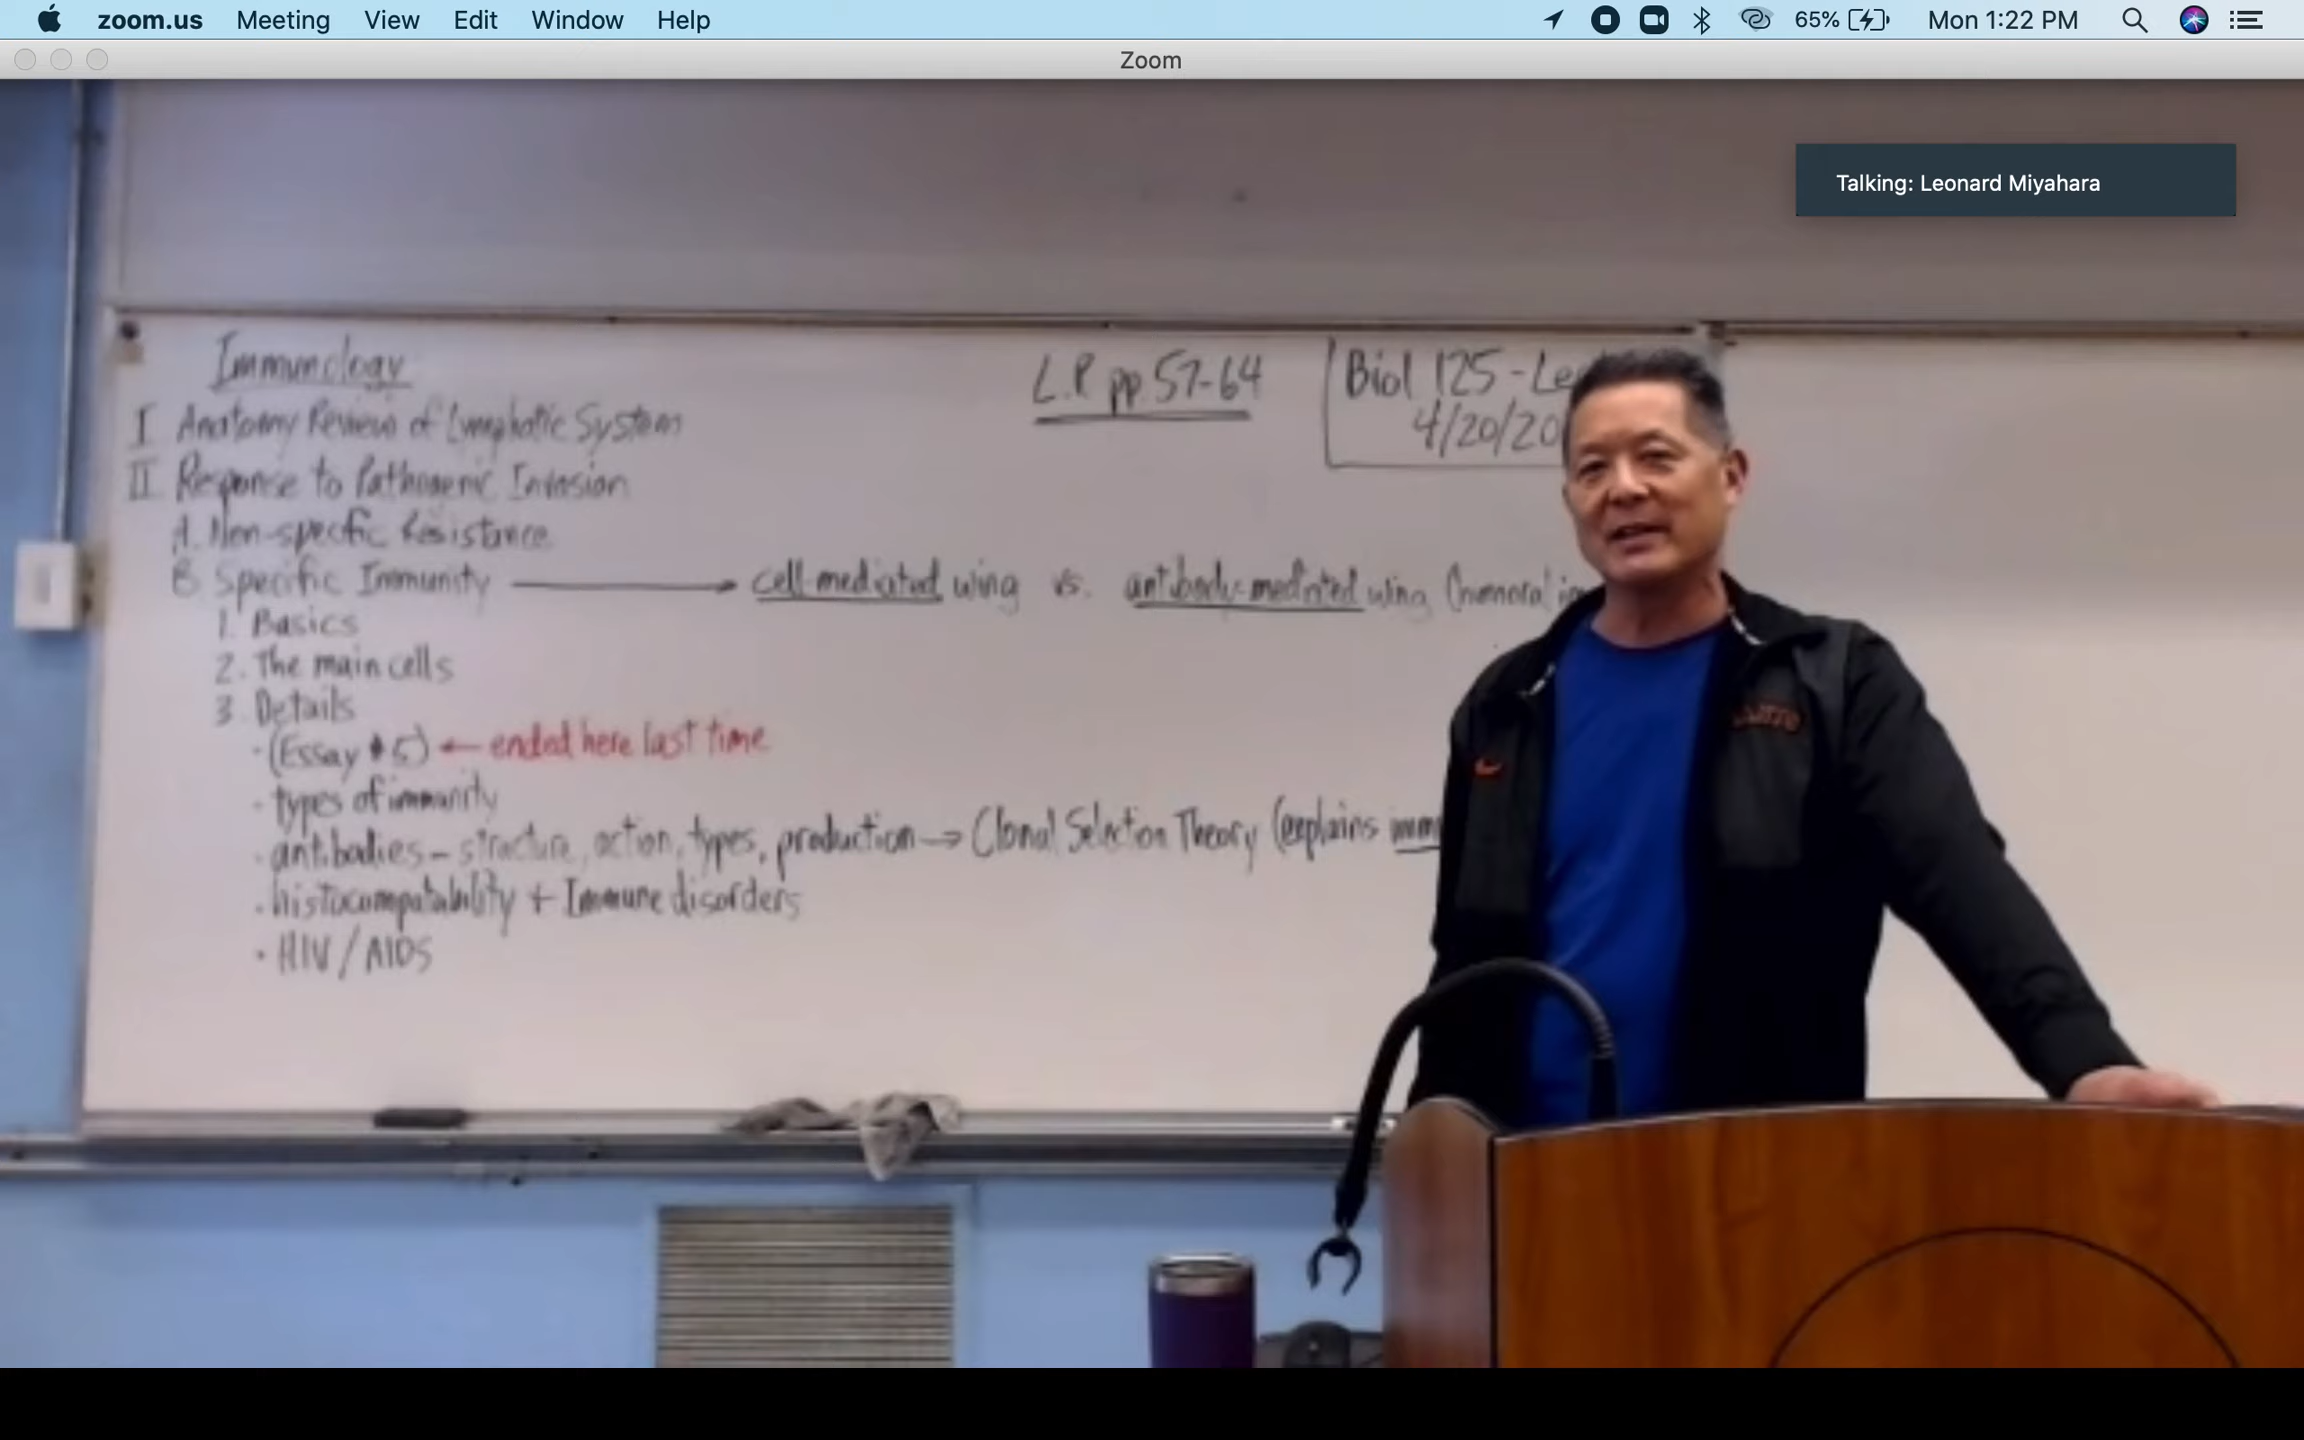 zoom.us Meeting View Edit Window Help 65% Mon 1:22 PM
Zoom
Talking: Leonard Miyahara
Immunology
L.P. pp. 57-64
Biol 125 - Lec
4/20/20
I Anatomy Review of Lymphatic System
II Response to Pathogenic Invasion
A. Non-specific Resistance
B. Specific Immunity → cell-mediated wing vs. antibody-mediated wing (humoral
1. Basics
2. The main cells
3. Details
· (Essay #5) ← ended here last time
· types of immunity
· antibodies - structure, action, types, production → Clonal Selection Theory (explains imm
· histocompatability + Immune disorders
· HIV/AIDS